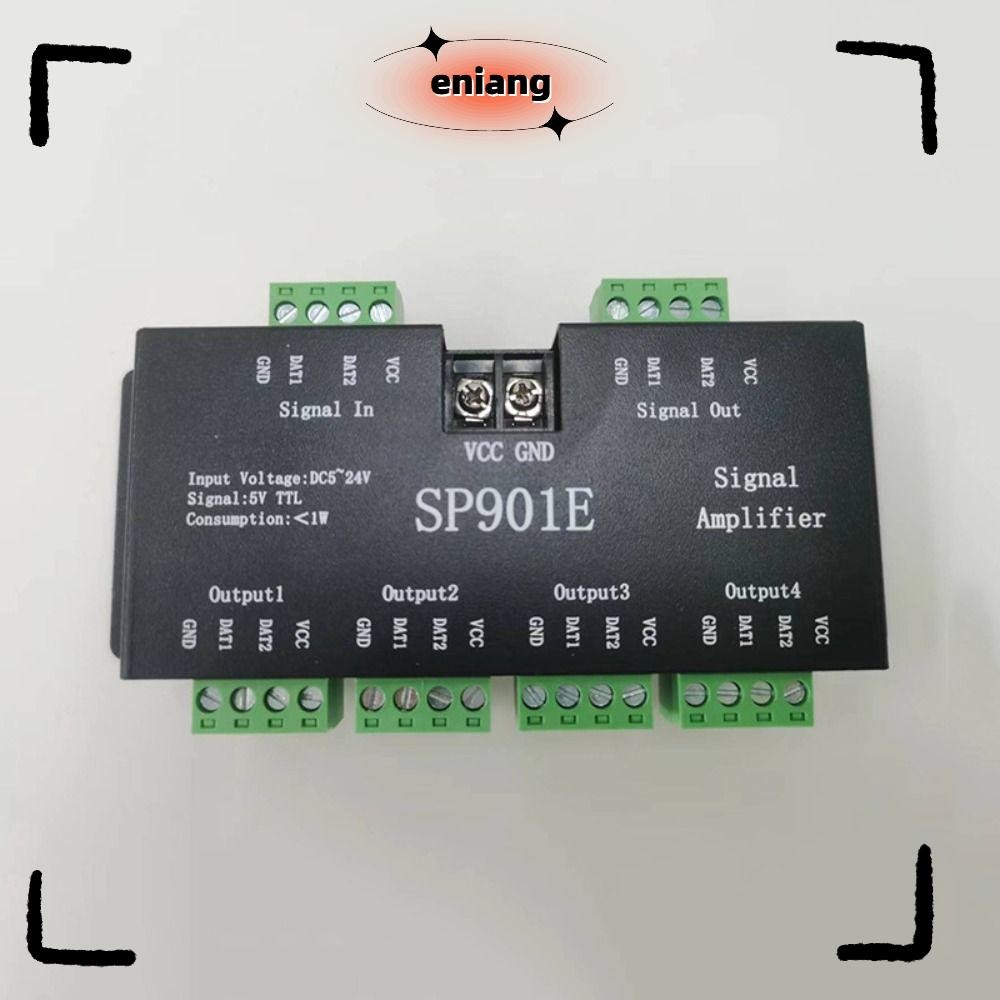 eniang
GND DAT1 DAT2 VCC
Signal In
GND DAT1 DAT2 VCC
Signal Out
VCC GND
Input Voltage:DC5~24V
Signal:5V TTL
Consumption:<1W
SP901E
Signal
Amplifier
Output1
GND DAT1 DAT2 VCC
Output2
GND DAT1 DAT2 VCC
Output3
GND DAT1 DAT2 VCC
Output4
GND DAT1 DAT2 VCC